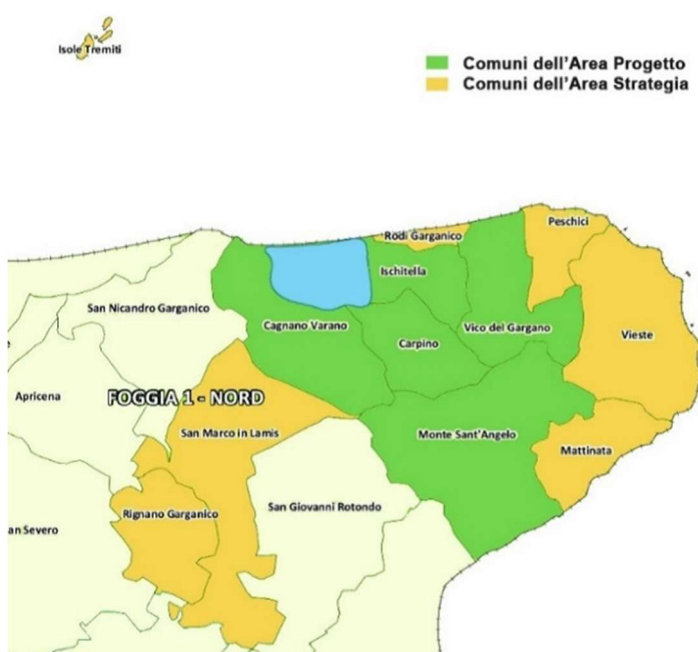 Isole Tremiti
Comuni dell'Area Progetto
Comuni dell'Area Strategia
Peschici
Rodi Garganico
Ischitella
San Nicandro Garganico
Cagnano Varano
Vico del Gargano
Vieste
Carpino
Apricena
FOGGIA 1 - NORD
San Marco in Lamis
Monte Sant'Angelo
Mattinata
San Giovanni Rotondo
Rignano Garganico
an Severo